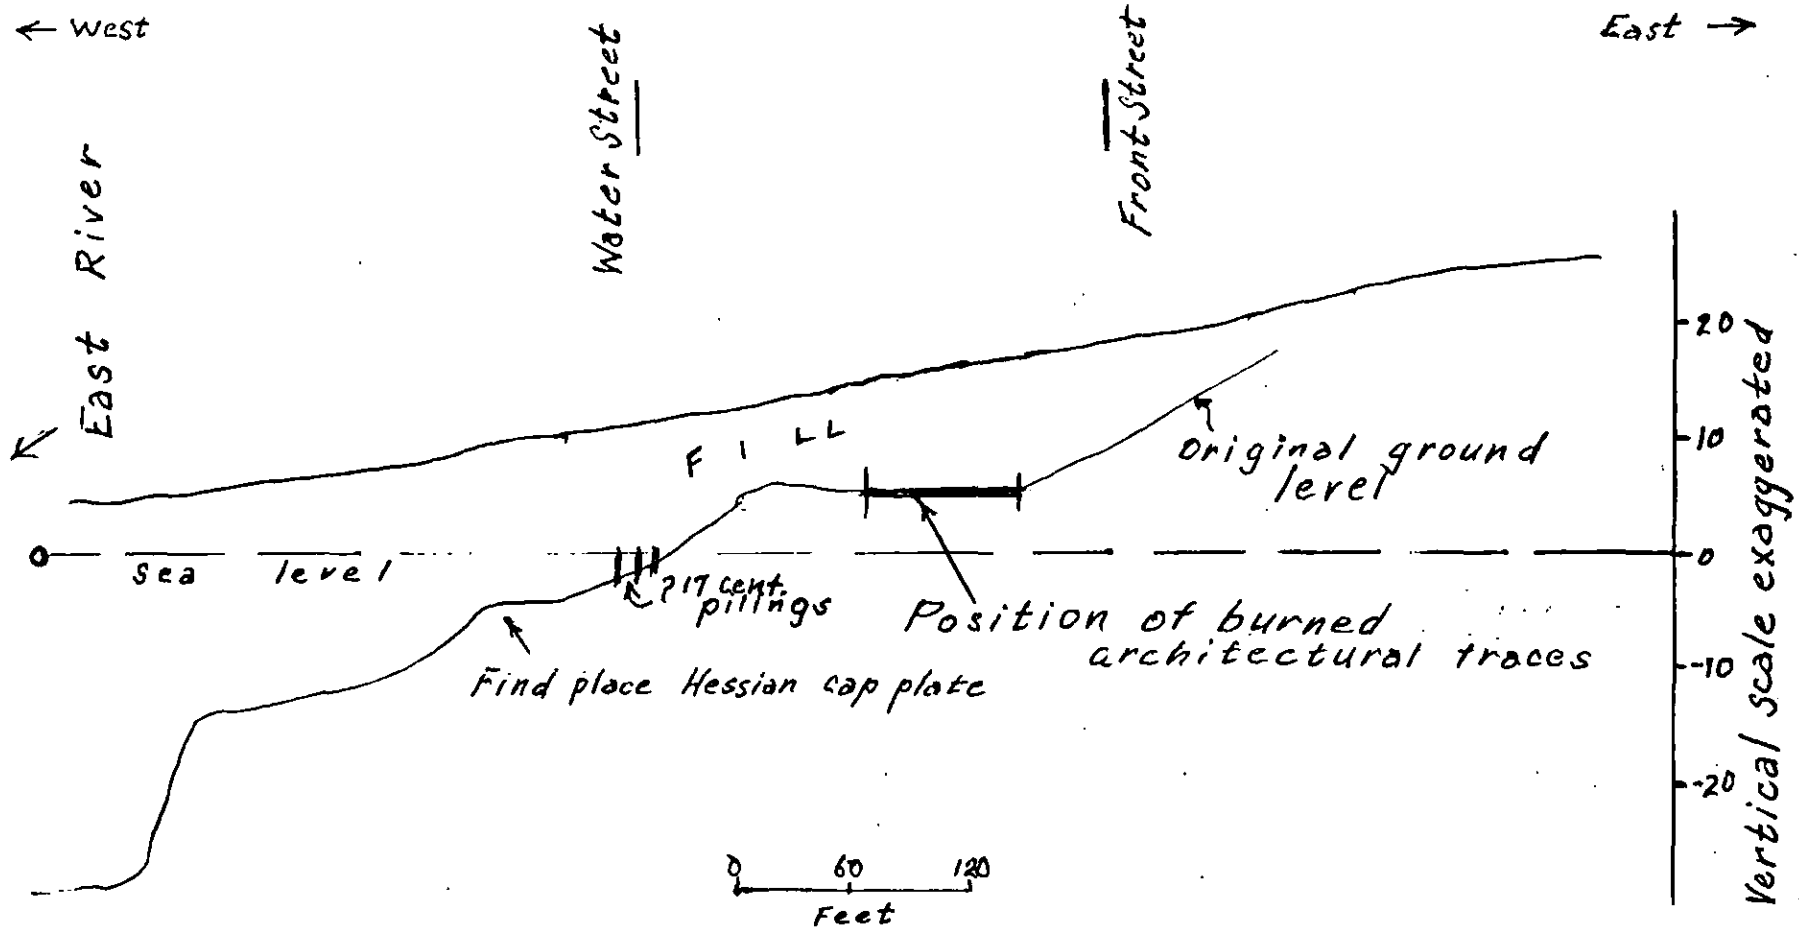 ← West
East →
East River
Water Street
Front Street
FILL
Original ground
level
20
10
0
-10
-20
Vertical scale exaggerated
0
sea level
?17 cent.
pillings
Position of burned
architectural traces
Find place Hessian cap plate
0 60 120
Feet